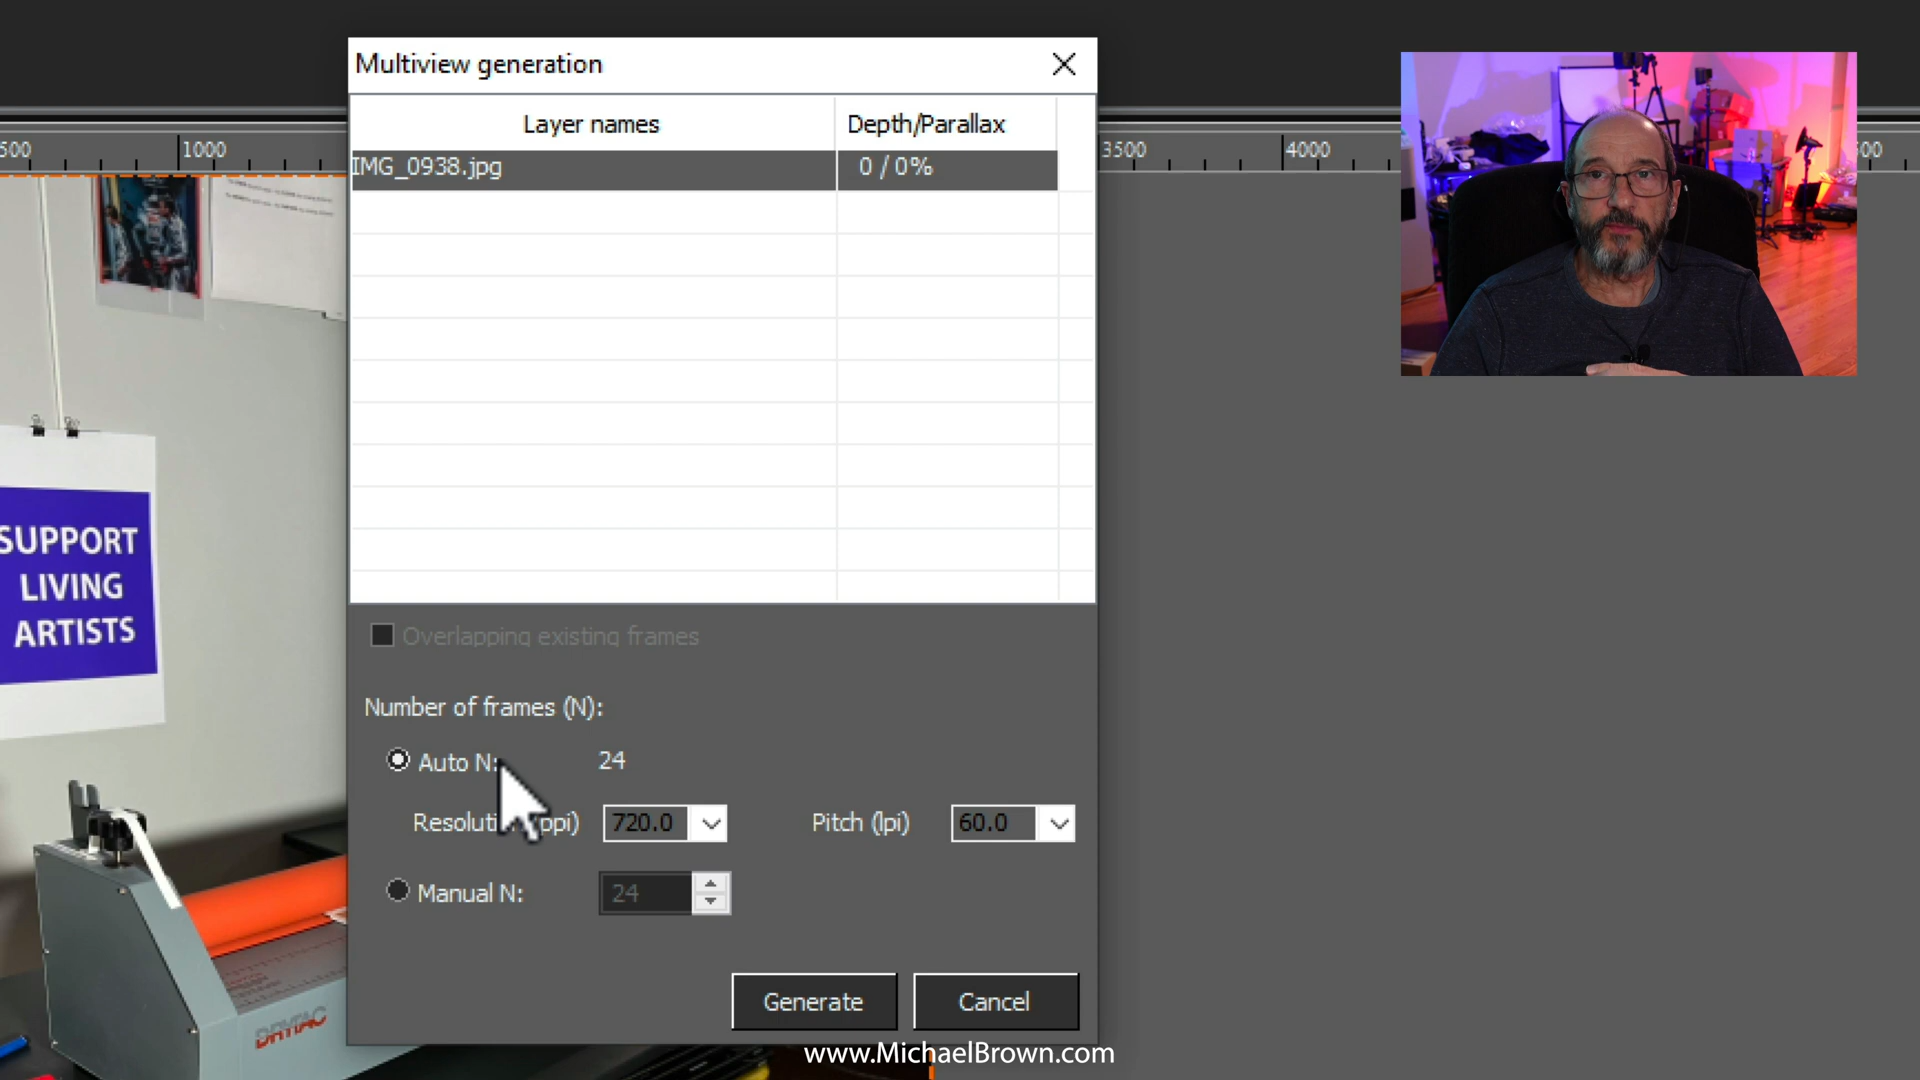 Multiview generation
Layer names
Depth/Parallax
500
1000
3500
4000
IMG_0938.jpg
0 / 0%
SUPPORT
LIVING
ARTISTS
Overlapping existing frames
Number of frames (N):
Auto N:
24
720.0
Pitch (lpi)
60.0
Manual N:
24
Generate
Cancel
DRYTAC
www.MichaelBrown.com